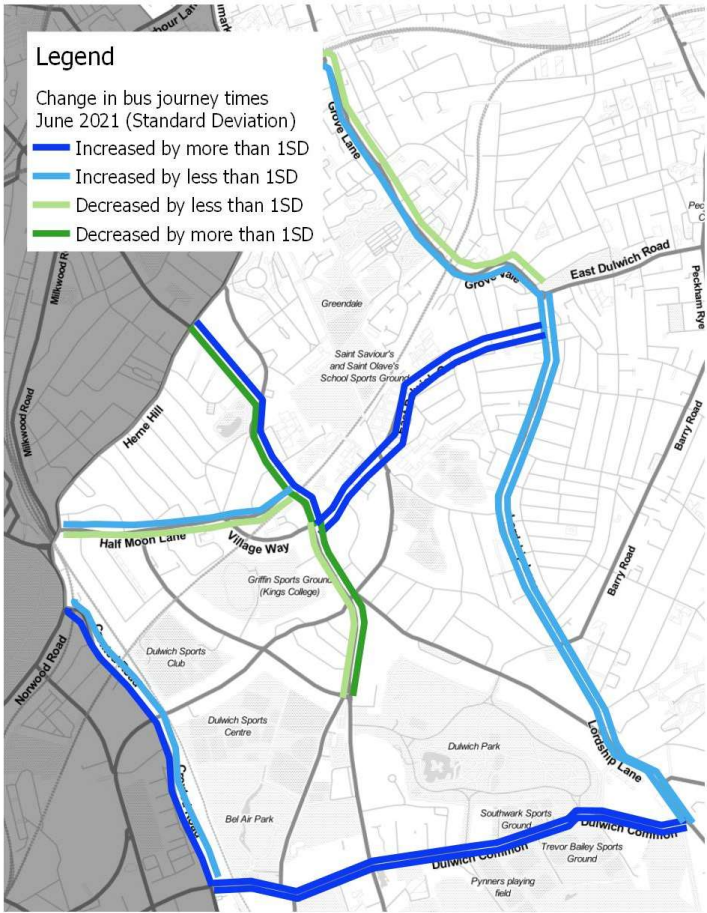 Legend
Change in bus journey times
June 2021 (Standard Deviation)
Increased by more than 1SD
Increased by less than 1SD
Decreased by less than 1SD
Decreased by more than 1SD
Grove Lane
East Dulwich Road
Grove Vale
Peckham Rye
Milkwood
Greendale
Saint Saviour's
and Saint Olave's
School Sports Ground
Milkwood Road
Herne Hill
Barry Road
Half Moon Lane
Village Way
Barry Road
Griffin Sports Ground
(Kings College)
Norwood Road
Dulwich Sports
Club
Dulwich Sports
Centre
Lordship Lane
Dulwich Park
Bel Air Park
Southwark Sports
Ground
Dulwich Common
Dulwich Common
Trevor Bailey Sports
Ground
Pynners playing
field